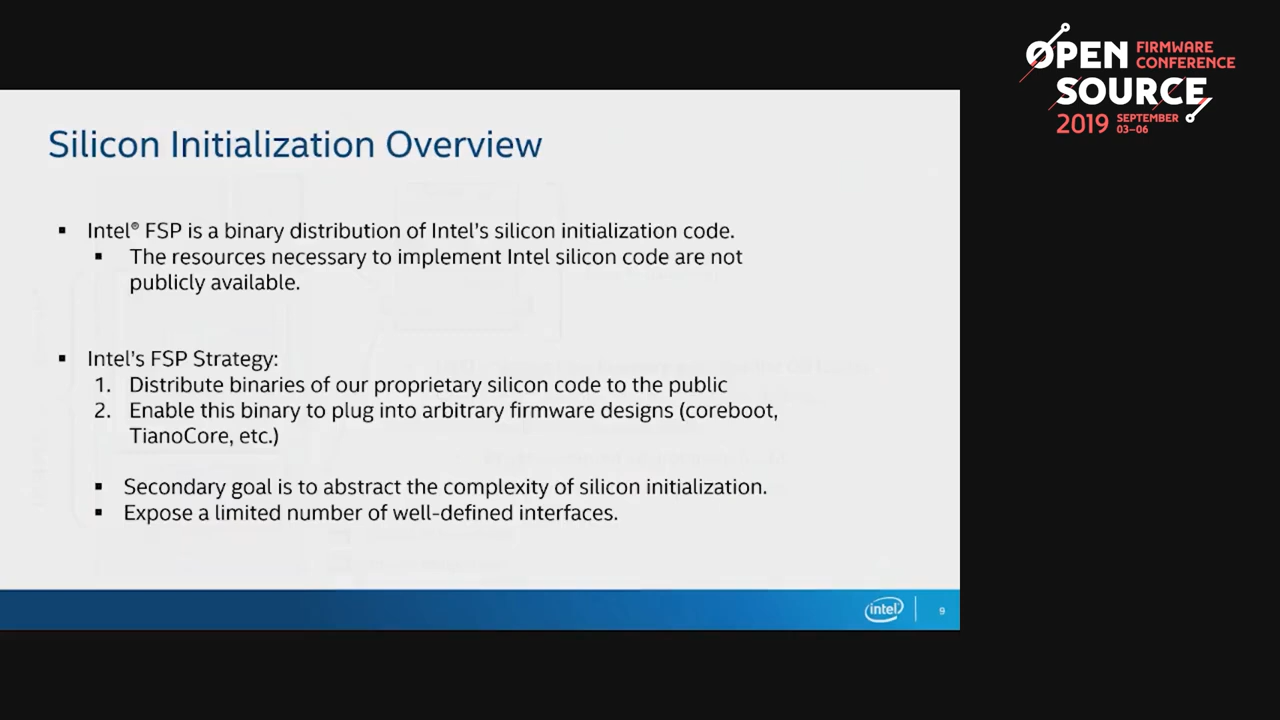 OPEN FIRMWARE
CONFERENCE
SOURCE
2019 SEPTEMBER
03–06
Silicon Initialization Overview
▪ Intel® FSP is a binary distribution of Intel's silicon initialization code.
▪ The resources necessary to implement Intel silicon code are not
publicly available.
▪ Intel's FSP Strategy:
1. Distribute binaries of our proprietary silicon code to the public
2. Enable this binary to plug into arbitrary firmware designs (coreboot,
TianoCore, etc.)
▪ Secondary goal is to abstract the complexity of silicon initialization.
▪ Expose a limited number of well-defined interfaces.
intel 9